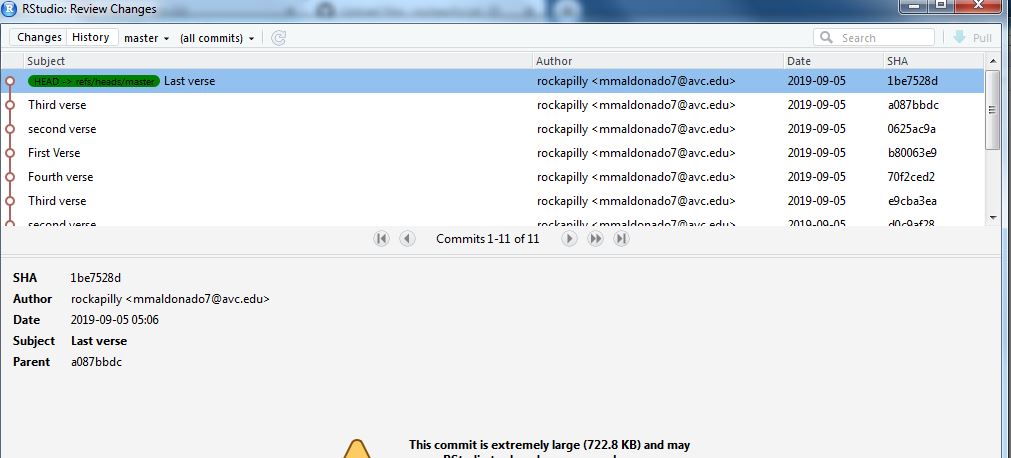 RStudio: Review Changes
Changes History master (all commits) Search Pull
Subject Author Date SHA
HEAD -> refs/heads/master Last verse rockapilly <mmaldonado7@avc.edu> 2019-09-05 1be7528d
Third verse rockapilly <mmaldonado7@avc.edu> 2019-09-05 a087bbdc
second verse rockapilly <mmaldonado7@avc.edu> 2019-09-05 0625ac9a
First Verse rockapilly <mmaldonado7@avc.edu> 2019-09-05 b80063e9
Fourth verse rockapilly <mmaldonado7@avc.edu> 2019-09-05 70f2ced2
Third verse rockapilly <mmaldonado7@avc.edu> 2019-09-05 e9cba3ea
second verse rockapilly <mmaldonado7@avc.edu> 2019-09-05 d0c9af28
Commits 1-11 of 11
SHA 1be7528d
Author rockapilly <mmaldonado7@avc.edu>
Date 2019-09-05 05:06
Subject Last verse
Parent a087bbdc
This commit is extremely large (722.8 KB) and may